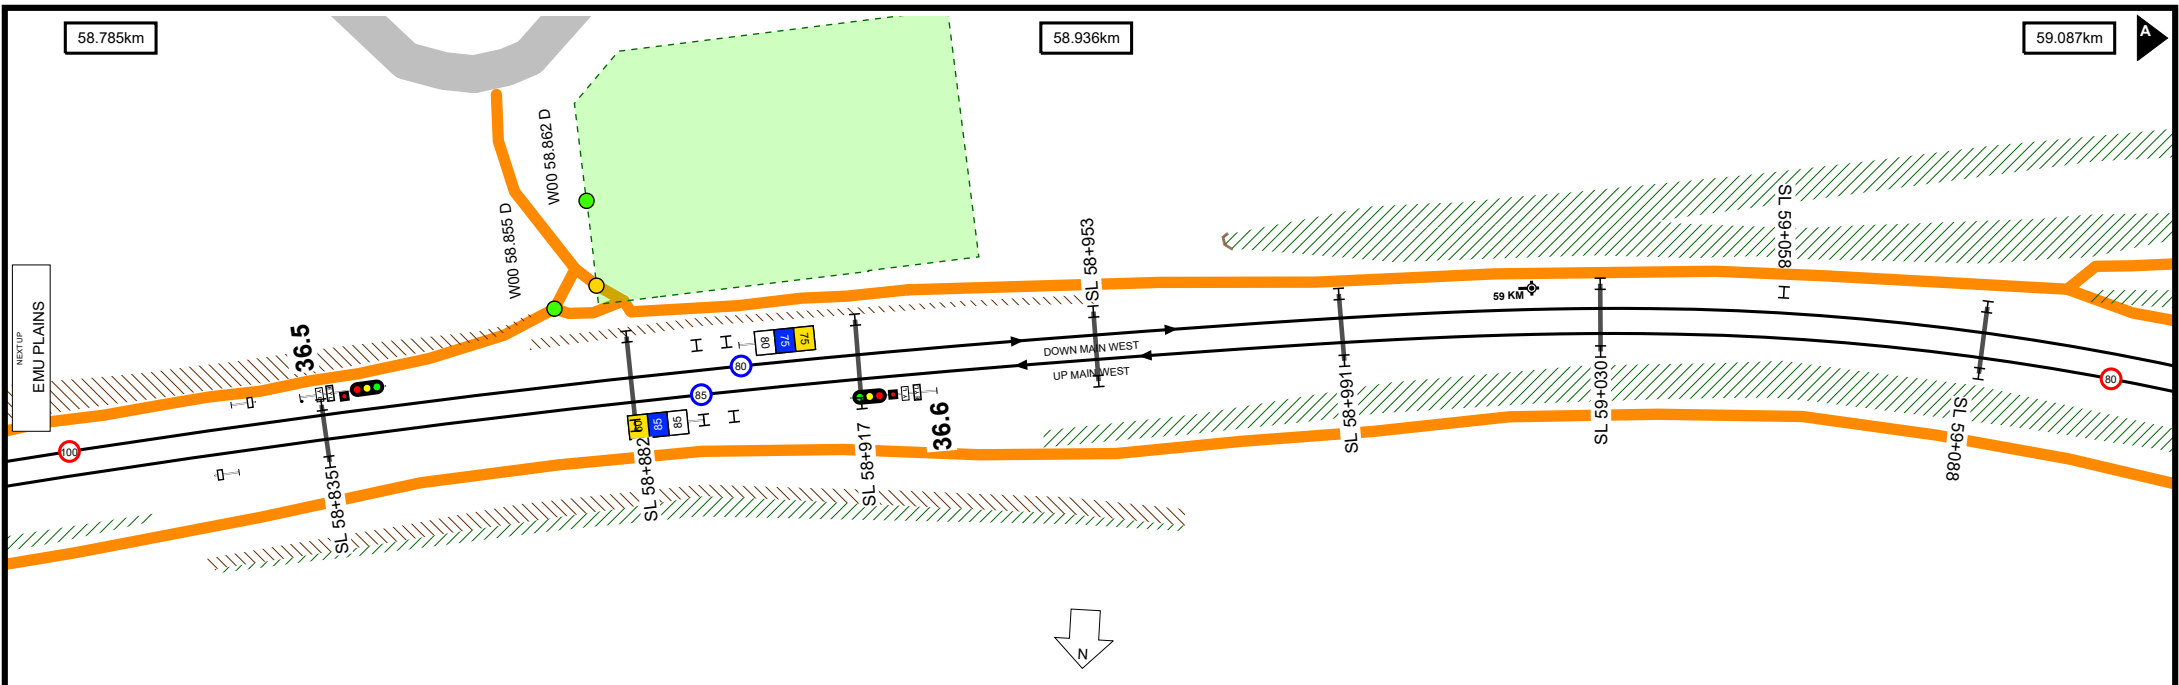 58.785km
58.936km
59.087km
A
W00 58.862 D
W00 58.855 D
NEXT UP
EMU PLAINS
36.5
SL 58+953
SL 59+058
59 KM
80
75
75
80
DOWN MAIN WEST
UP MAIN WEST
85
80
100
85
85
36.6
SL 58+835
SL 58+882
SL 58+917
SL 58+991
SL 59+030
SL 59+088
N